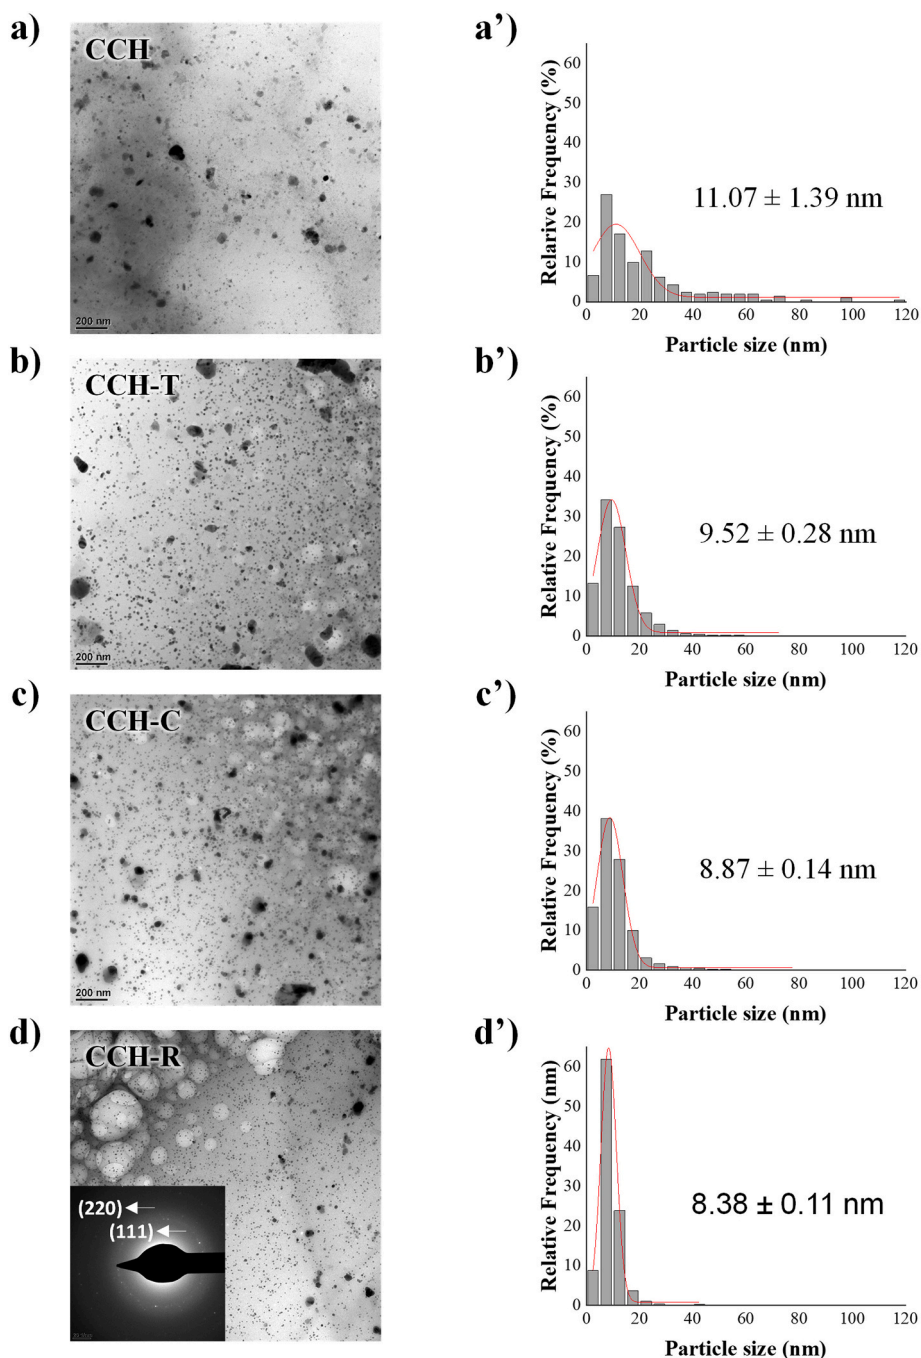 a)
CCH
200 nm
a')
Relarive Frequency (%)
60
50
40
30
20
10
0
0 20 40 60 80 100 120
Particle size (nm)
11.07 ± 1.39 nm
b)
CCH-T
200 nm
b')
Relative Frequency (%)
60
50
40
30
20
10
0
0 20 40 60 80 100 120
Particle size (nm)
9.52 ± 0.28 nm
c)
CCH-C
200 nm
c')
Relative Frequency (%)
60
50
40
30
20
10
0
0 20 40 60 80 100 120
Particle size (nm)
8.87 ± 0.14 nm
d)
CCH-R
(220)
(111)
d')
Relative Frequency (nm)
60
50
40
30
20
10
0
0 20 40 60 80 100 120
Particle size (nm)
8.38 ± 0.11 nm